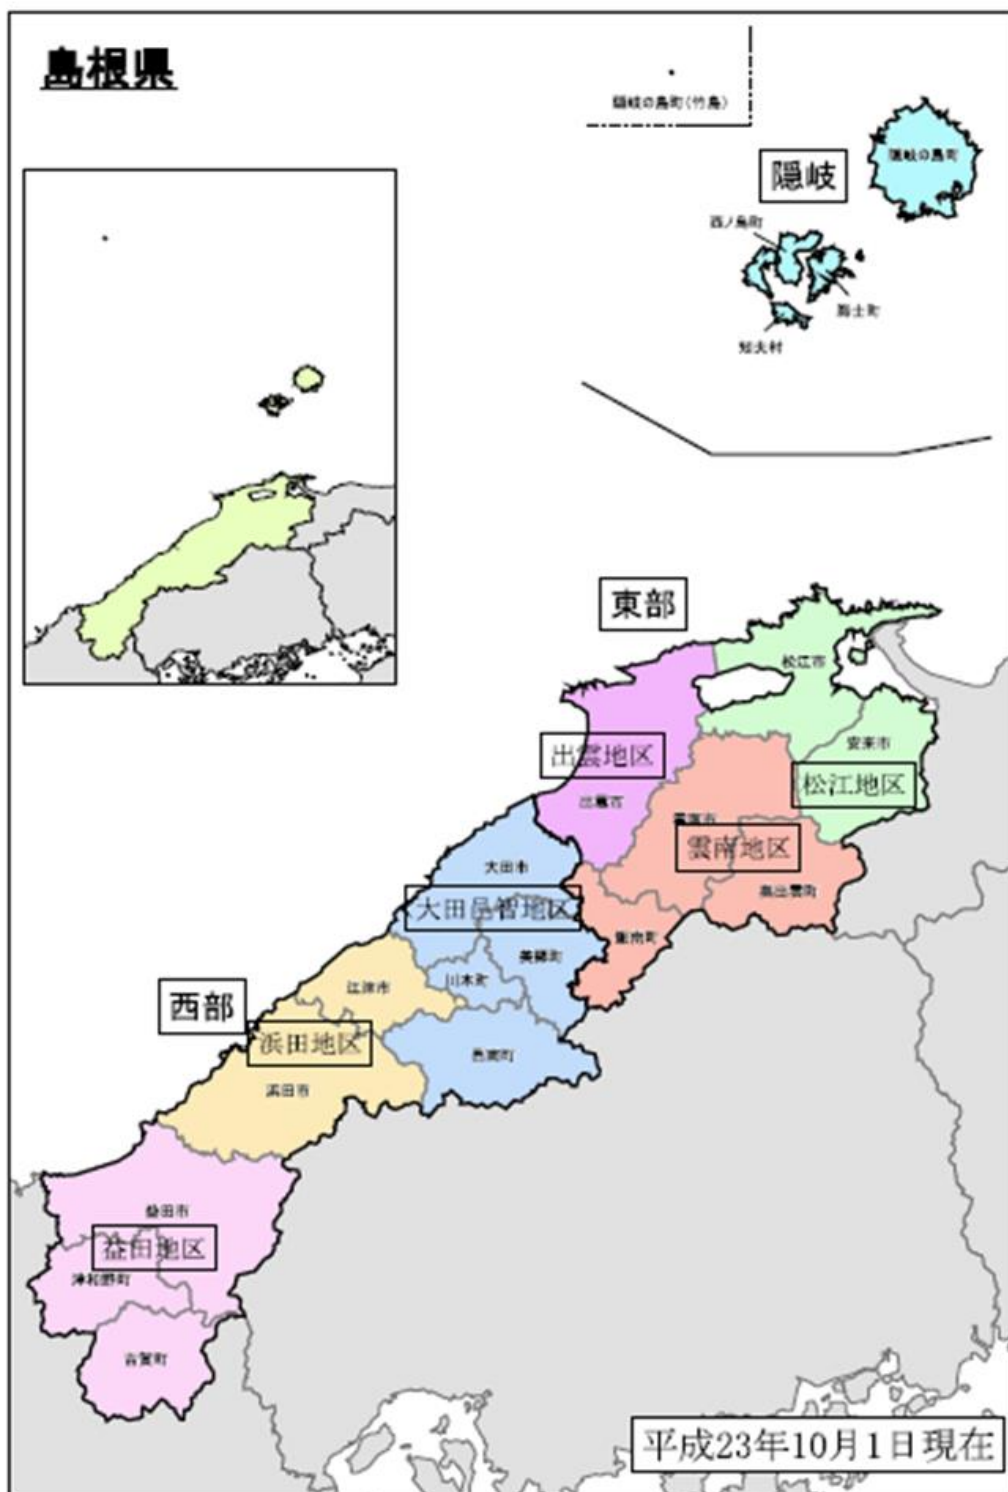 島根県
隠岐の島町(竹島)
隠岐
隠岐の島町
西ノ島町
海士町
知夫村
東部
松江市
安来市
出雲地区
松江地区
出雲市
雲南市
雲南地区
奥出雲町
大田市
大田邑智地区
飯南町
美郷町
川本町
江津市
西部
浜田地区
邑南町
浜田市
益田市
益田地区
津和野町
吉賀町
平成23年10月1日現在